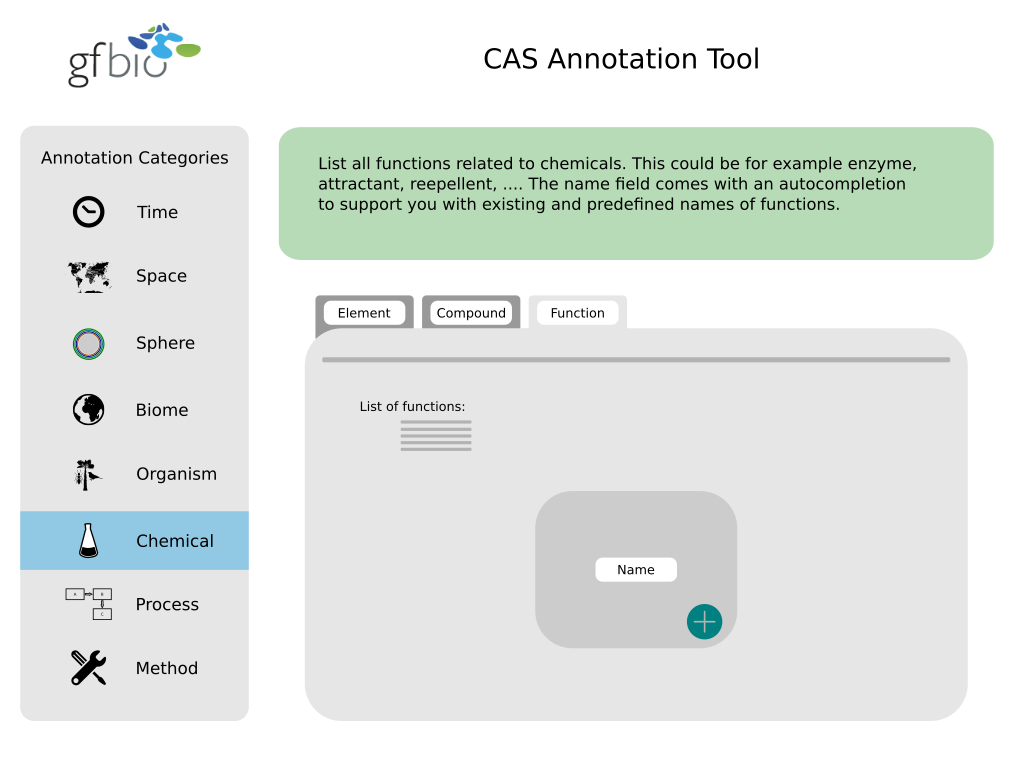 gfbio
CAS Annotation Tool
Annotation Categories
Time
Space
Sphere
Biome
Organism
Chemical
Process
Method
List all functions related to chemicals. This could be for example enzyme,
attractant, reepellent, .... The name field comes with an autocompletion
to support you with existing and predefined names of functions.
Element
Compound
Function
List of functions:
Name
A
B
C